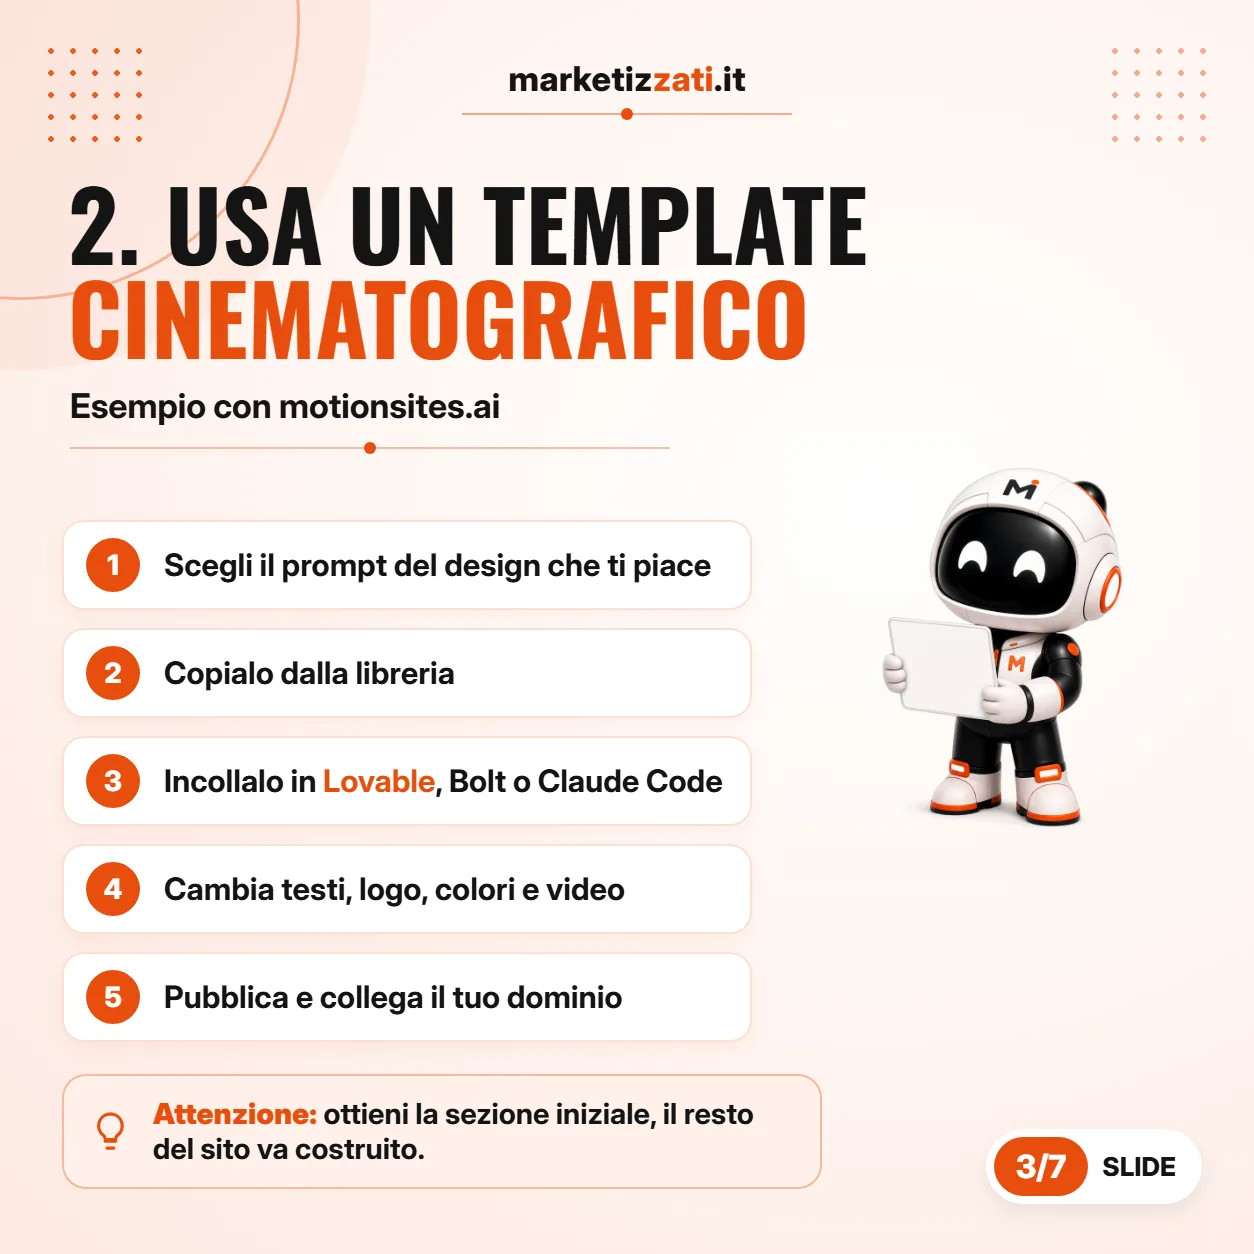 marketizzati.it
2. USA UN TEMPLATE
CINEMATOGRAFICO
Esempio con motionsites.ai
1 Scegli il prompt del design che ti piace
2 Copialo dalla libreria
3 Incollalo in Lovable, Bolt o Claude Code
4 Cambia testi, logo, colori e video
5 Pubblica e collega il tuo dominio
Attenzione: ottieni la sezione iniziale, il resto
del sito va costruito.
3/7 SLIDE
M
M